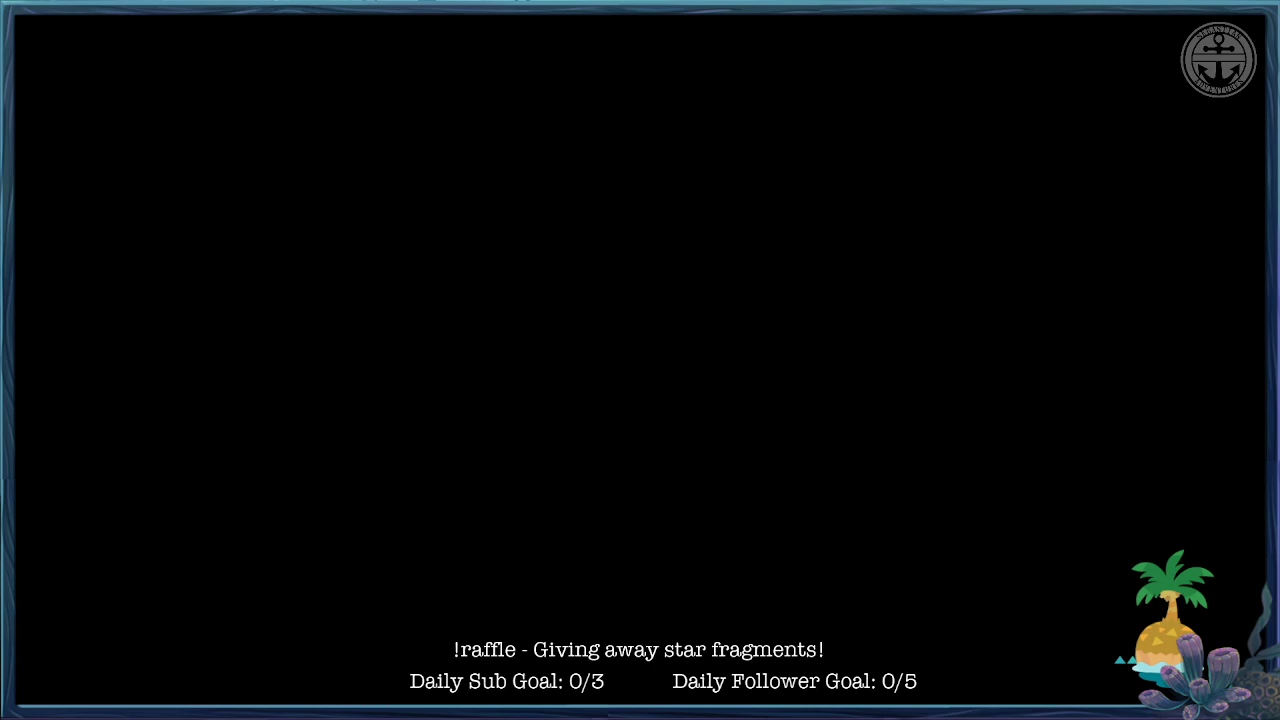 !raffle - Giving away star fragments!
Daily Sub Goal: 0/3 Daily Follower Goal: 0/5